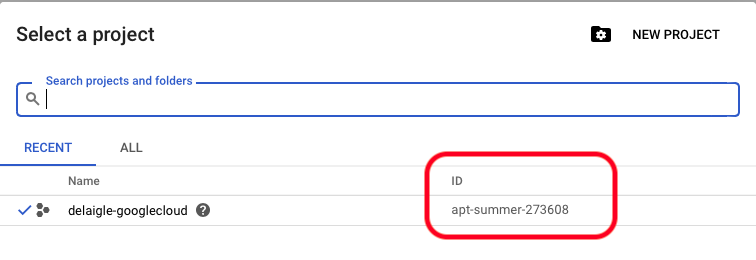 Select a project
NEW PROJECT
Search projects and folders
RECENT ALL
Name ID
delaigle-googlecloud ? apt-summer-273608